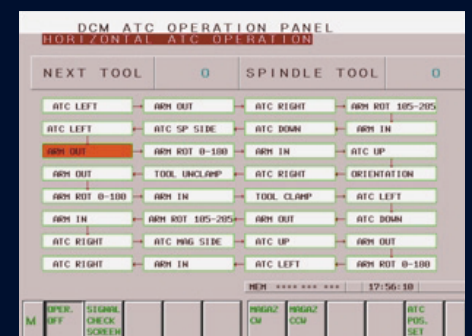 DCM ATC OPERATION PANEL
HORIZONTAL ATC OPERATION
NEXT TOOL 0 SPINDLE TOOL 0
ATC LEFT ARM OUT ATC RIGHT ARM ROT 105-285
ATC LEFT ATC SP SIDE ATC DOWN ARM IN
ARM OUT ARM ROT 0-180 ARM IN ATC UP
ARM OUT TOOL UNCLAMP ATC RIGHT ORIENTATION
ARM ROT 0-180 ARM IN TOOL CLAMP ATC LEFT
ARM IN ARM ROT 105-285 ARM OUT ATC DOWN
ATC RIGHT ATC MAG SIDE ATC UP ARM OUT
ATC RIGHT ARM IN ATC LEFT ARM ROT 0-180
MEM **** *** *** 17:56:10
M OPER. OFF SIGNAL CHECK SCREEN MAGAZ CW MAGAZ CCW ATC POS. SET